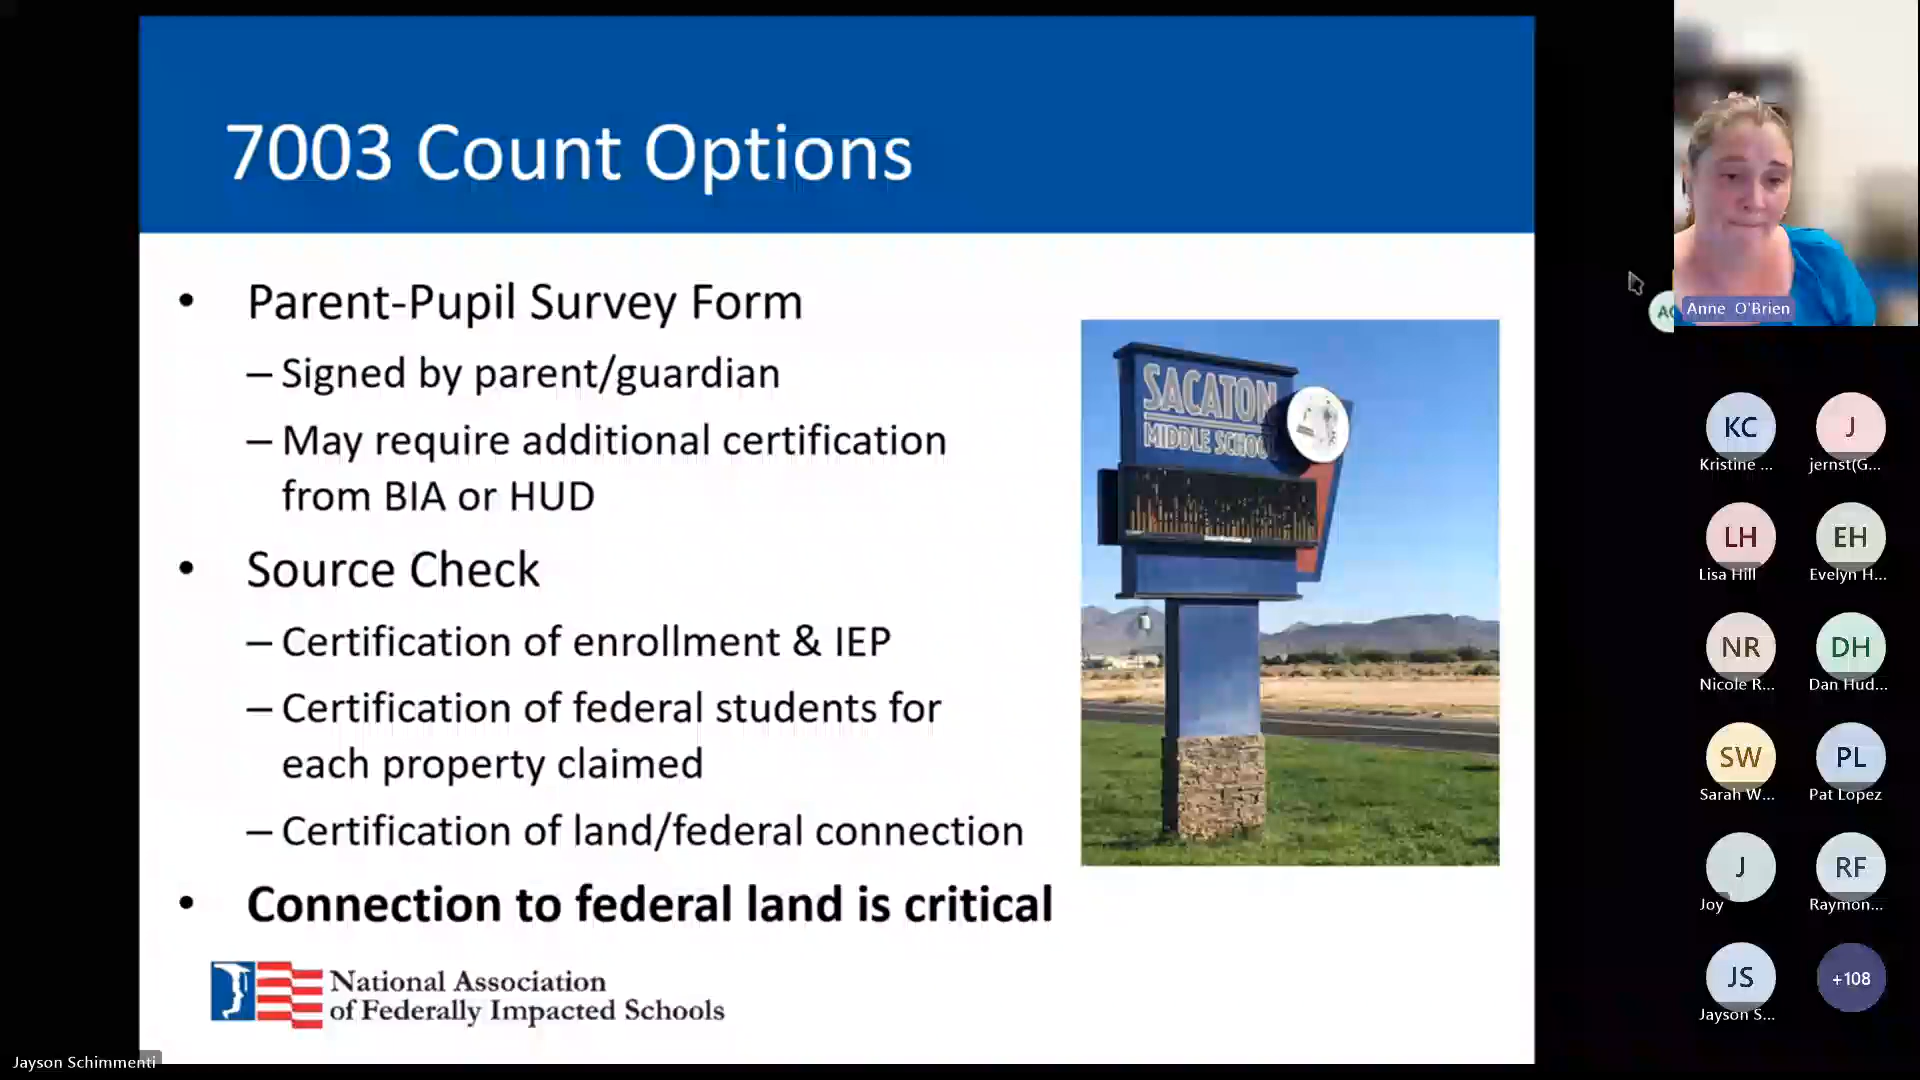 7003 Count Options
• Parent-Pupil Survey Form
– Signed by parent/guardian
– May require additional certification
from BIA or HUD
• Source Check
– Certification of enrollment & IEP
– Certification of federal students for
each property claimed
– Certification of land/federal connection
• Connection to federal land is critical
SACATON
MIDDLE SCHOOL
National Association
of Federally Impacted Schools
Jayson Schimmenti
Anne O'Brien
KC
Kristine ...
J
jernst(G...
LH
Lisa Hill
EH
Evelyn H...
NR
Nicole R...
DH
Dan Hud...
SW
Sarah W...
PL
Pat Lopez
J
Joy
RF
Raymon...
JS
Jayson S...
+108